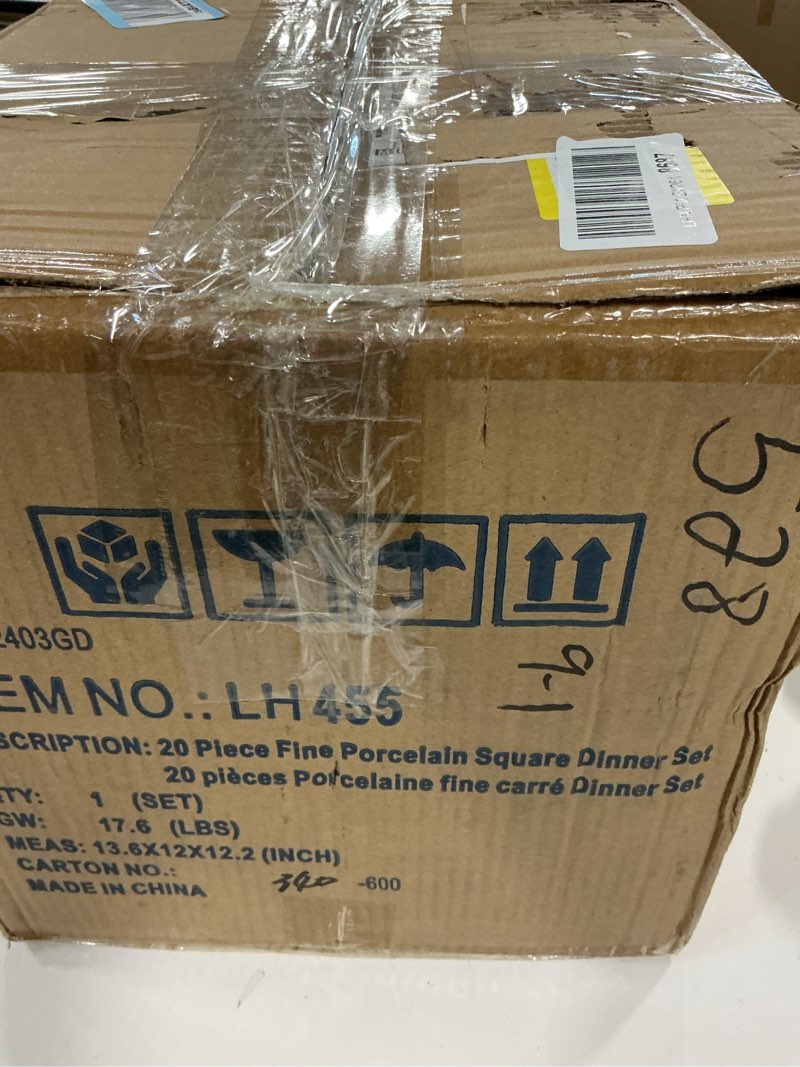 9697
528
9-1
2403GD
EM NO.: LH455
SCRIPTION: 20 Piece Fine Porcelain Square Dinner Set
20 pièces Porcelaine fine carré Dinner Set
TY: 1 (SET)
GW: 17.6 (LBS)
MEAS: 13.6X12X12.2 (INCH)
CARTON NO.:
340 -600
MADE IN CHINA